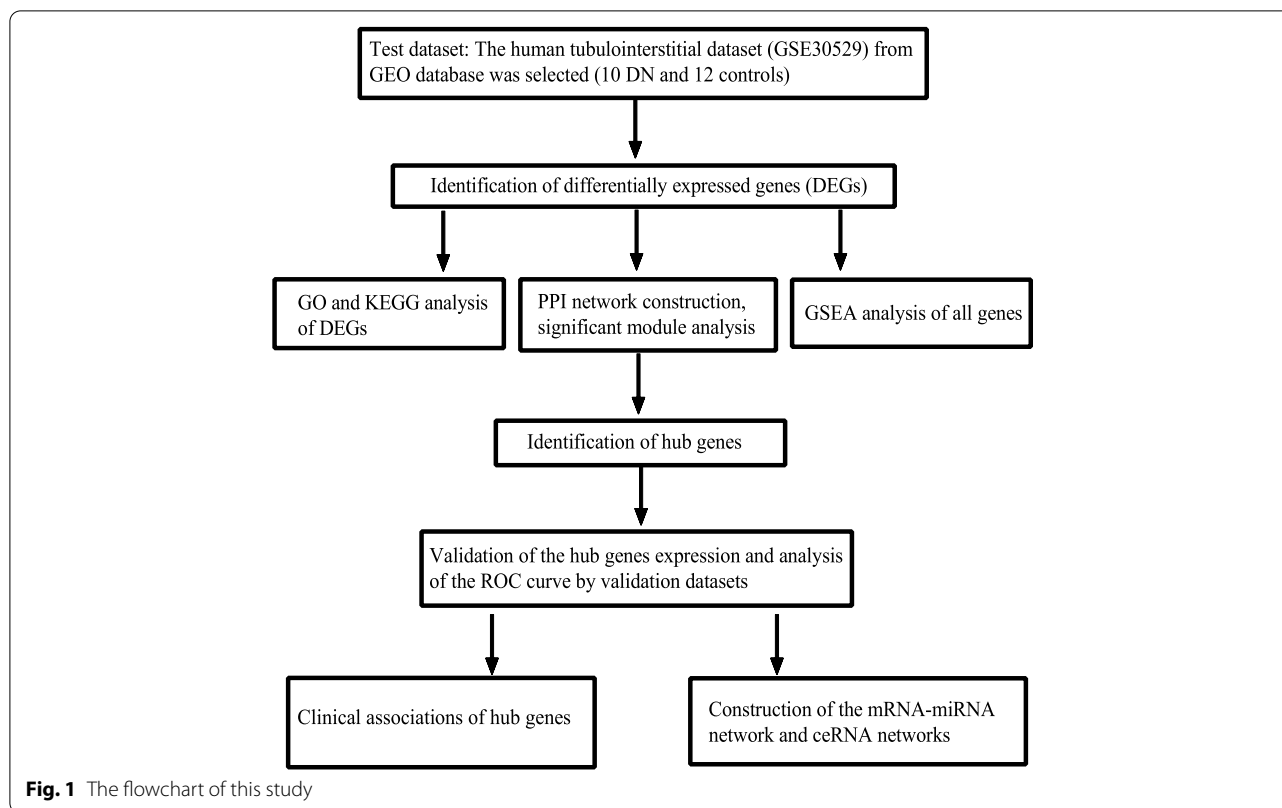 Test dataset: The human tubulointerstitial dataset (GSE30529) from
GEO database was selected (10 DN and 12 controls)
Identification of differentially expressed genes (DEGs)
GO and KEGG analysis
of DEGs
PPI network construction,
significant module analysis
GSEA analysis of all genes
Identification of hub genes
Validation of the hub genes expression and analysis
of the ROC curve by validation datasets
Clinical associations of hub genes
Construction of the mRNA-miRNA
network and ceRNA networks
Fig. 1 The flowchart of this study